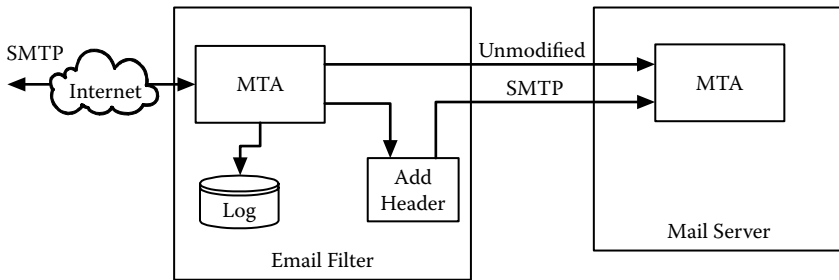 SMTP
Internet
MTA
Unmodified
SMTP
MTA
Log
Add
Header
Email Filter
Mail Server